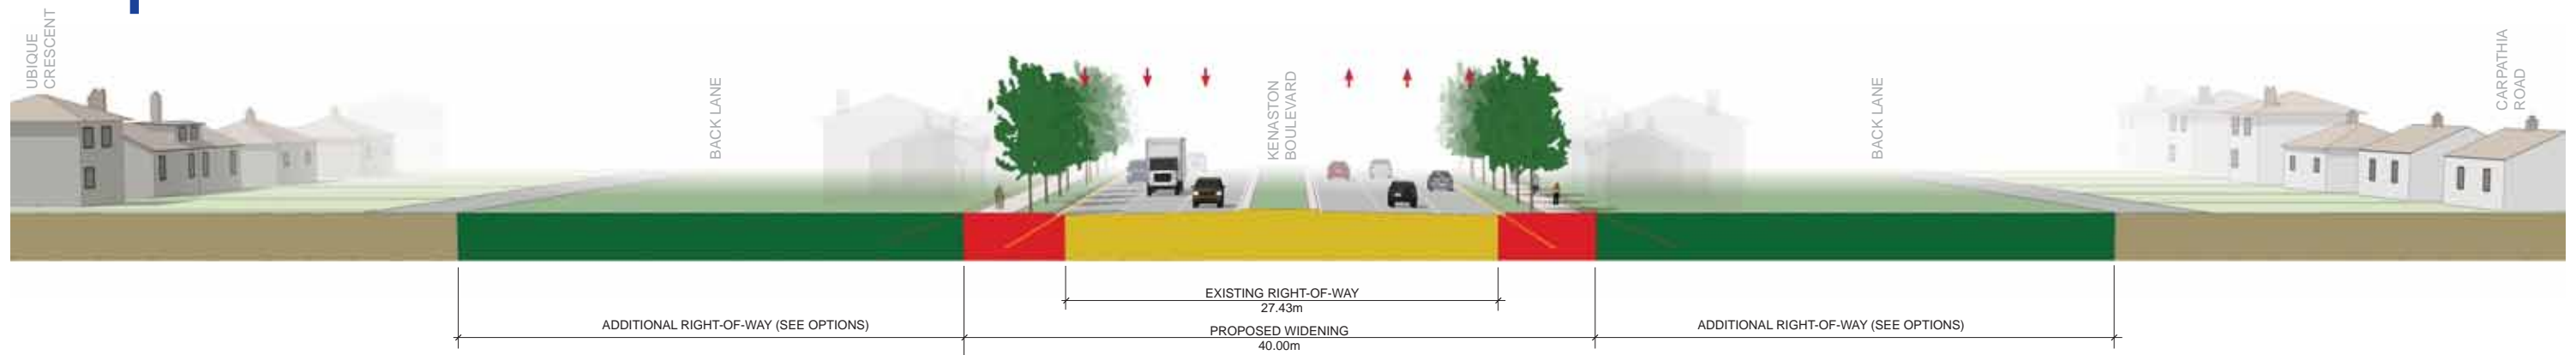 UBIQUE
CRESCENT
BACK LANE
KENASTON
BOULEVARD
BACK LANE
CARPATHIA
ROAD
EXISTING RIGHT-OF-WAY
27.43m
ADDITIONAL RIGHT-OF-WAY (SEE OPTIONS)
PROPOSED WIDENING
40.00m
ADDITIONAL RIGHT-OF-WAY (SEE OPTIONS)